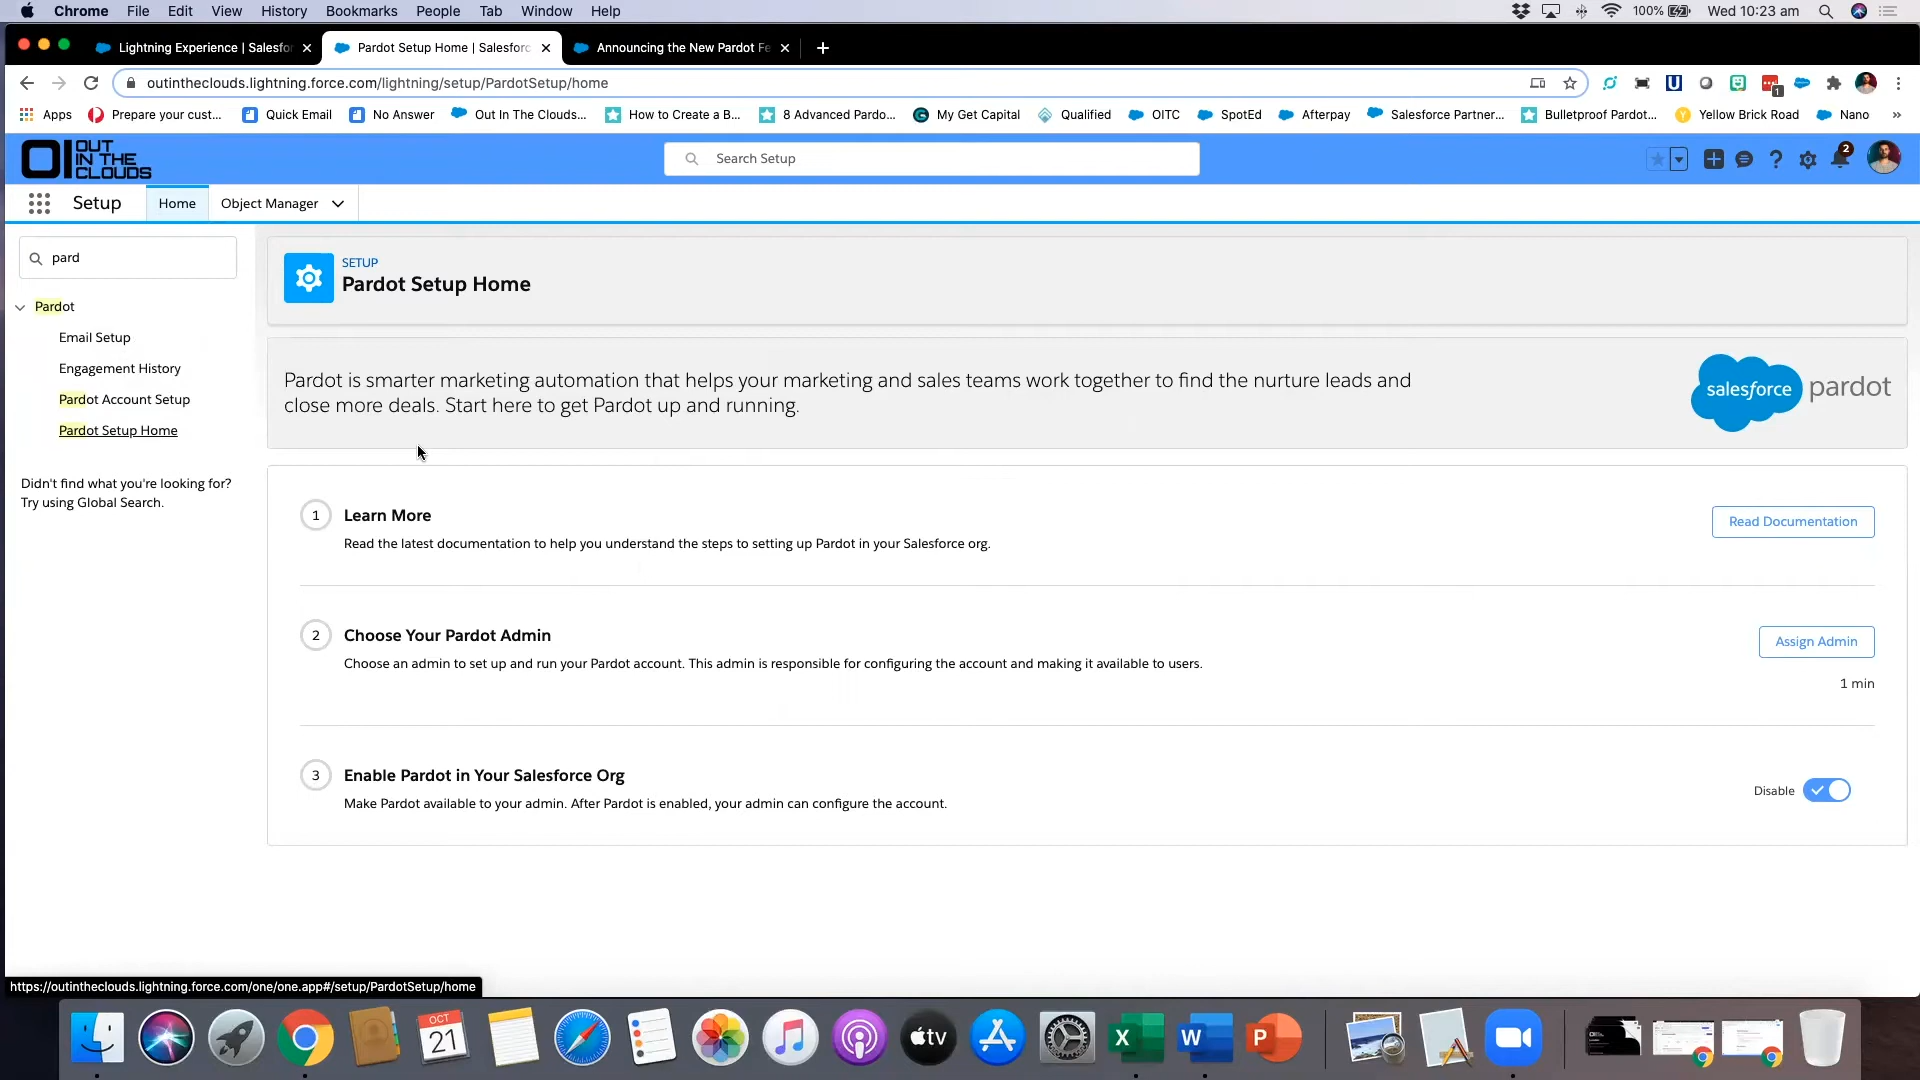 Chrome File Edit View History Bookmarks People Tab Window Help 100% Wed 10:23 am
Lightning Experience | Salesfor Pardot Setup Home | Salesforc Announcing the New Pardot Fe
outintheclouds.lightning.force.com/lightning/setup/PardotSetup/home 1
Apps Prepare your cust... Quick Email No Answer Out In The Clouds... How to Create a B... 8 Advanced Pardo... My Get Capital Qualified OITC SpotEd Afterpay Salesforce Partner... Bulletproof Pardot... Yellow Brick Road Nano »
OUT
IN THE
CLOUDS
Search Setup
2
Setup Home Object Manager
pard
Pardot
Email Setup
Engagement History
Pardot Account Setup
Pardot Setup Home
Didn't find what you're looking for?
Try using Global Search.
SETUP
Pardot Setup Home
Pardot is smarter marketing automation that helps your marketing and sales teams work together to find the nurture leads and
close more deals. Start here to get Pardot up and running.
salesforce pardot
1 Learn More
Read the latest documentation to help you understand the steps to setting up Pardot in your Salesforce org.
Read Documentation
2 Choose Your Pardot Admin
Choose an admin to set up and run your Pardot account. This admin is responsible for configuring the account and making it available to users.
Assign Admin
1 min
3 Enable Pardot in Your Salesforce Org
Make Pardot available to your admin. After Pardot is enabled, your admin can configure the account.
Disable
https://outintheclouds.lightning.force.com/one/one.app#/setup/PardotSetup/home
OCT
21
tv
X
W
P